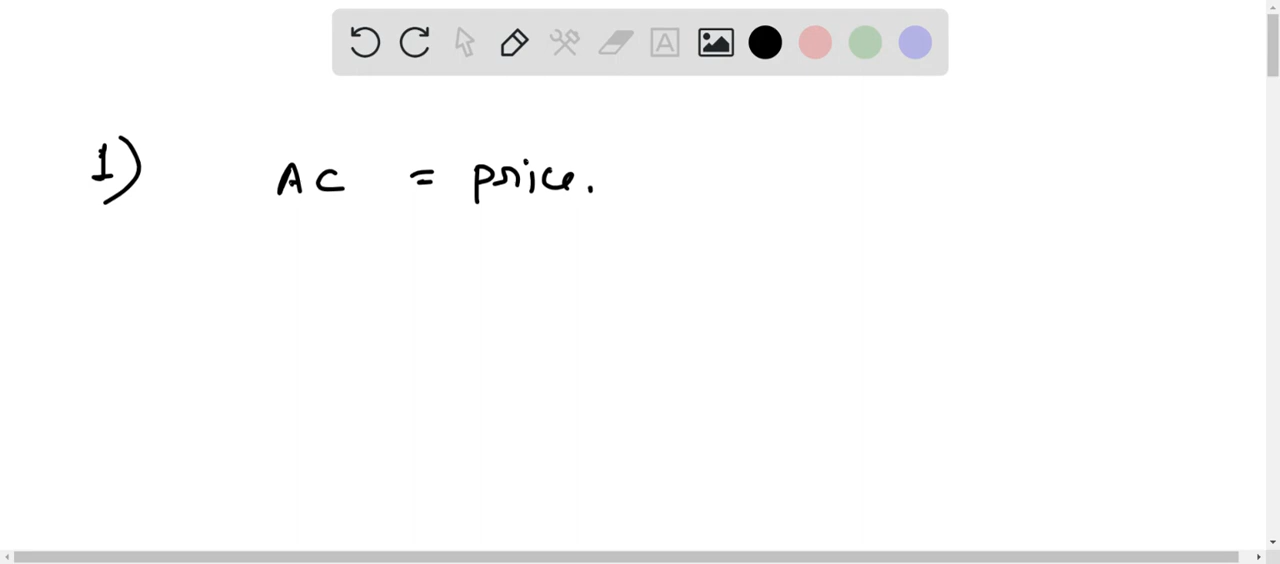 1) AC = price.